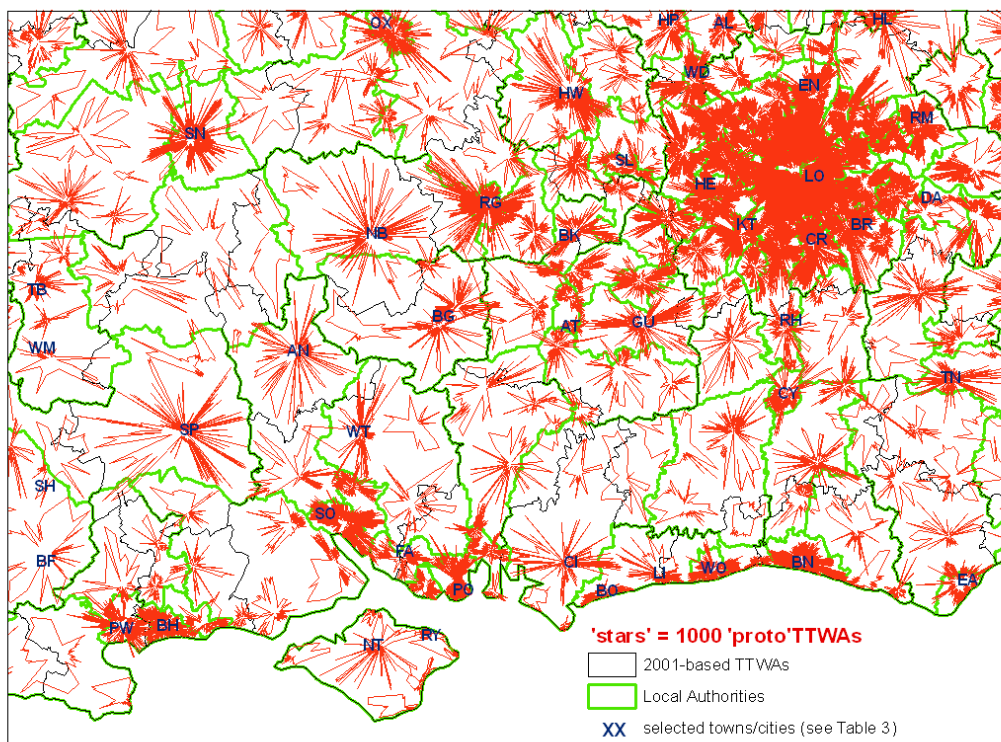 OX HP AL HL
WD EN
HW
RM
SN
SL
LO
HE DA
RG
NB KT BR
BK CR
TB
BG AT GU RH
WM AN
TN
CY
SP WT
SH
SO
FA
BF CI LI WO BN
PO BO EA
PW BH
RY
NT
'stars' = 1000 'proto'TTWAs
2001-based TTWAs
Local Authorities
XX selected towns/cities (see Table 3)